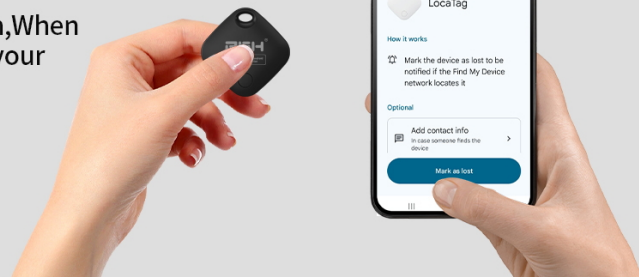 ,When
your
LocaTag
How it works
Mark the device as lost to be
notified if the Find My Device
network locates it
Optional
Add contact info
In case someone finds the
device
Mark as lost